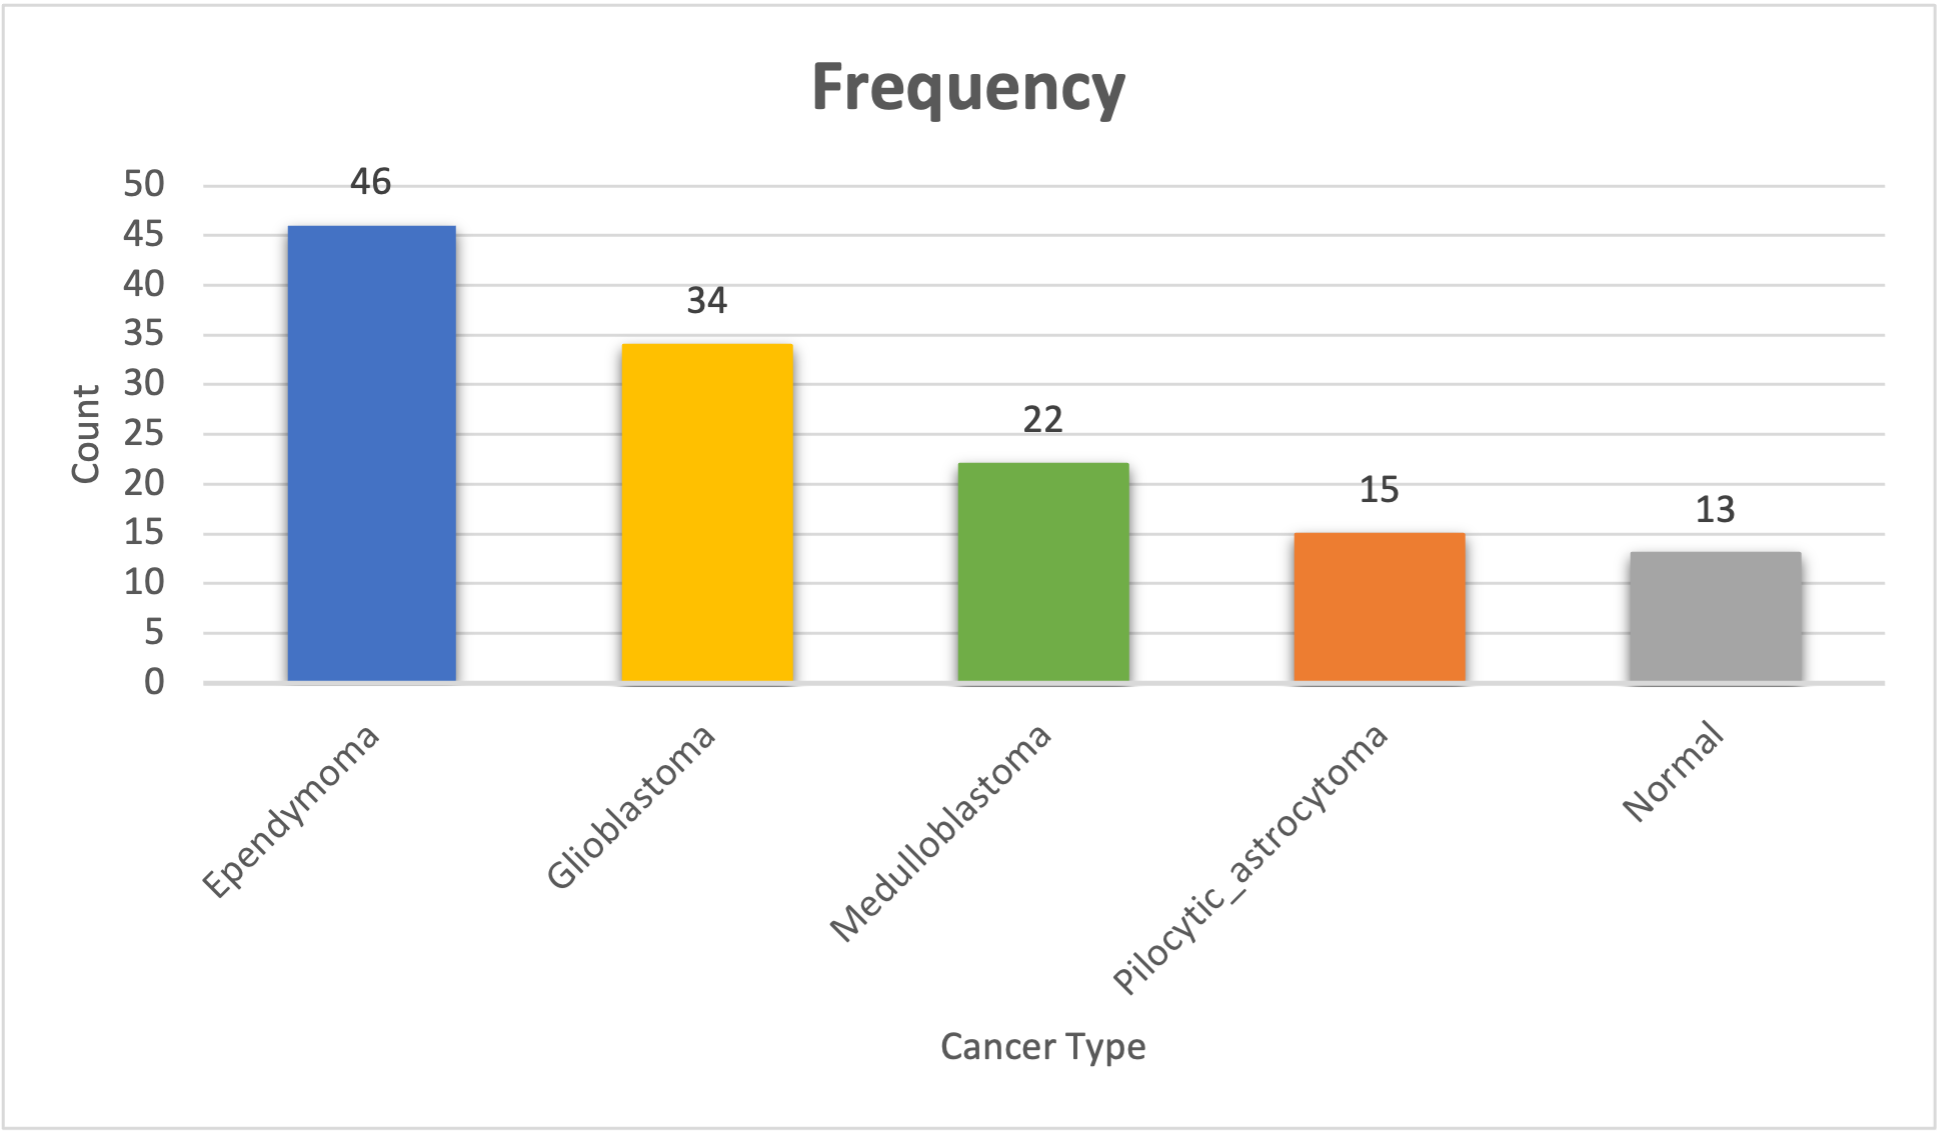 Frequency
Count
50
45
40
35
30
25
20
15
10
5
0
46
34
22
15
13
Ependymoma
Glioblastoma
Medulloblastoma
Pilocytic_astrocytoma
Normal
Cancer Type